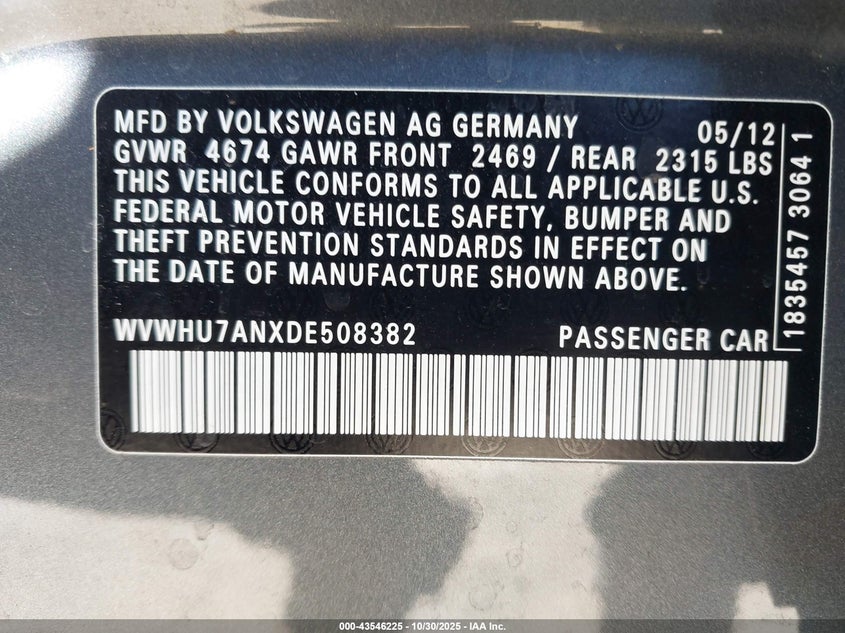 MFD BY VOLKSWAGEN AG GERMANY 05/12
GVWR 4674 GAWR FRONT 2469 / REAR 2315 LBS
THIS VEHICLE CONFORMS TO ALL APPLICABLE U.S.
FEDERAL MOTOR VEHICLE SAFETY, BUMPER AND
THEFT PREVENTION STANDARDS IN EFFECT ON
THE DATE OF MANUFACTURE SHOWN ABOVE.
WVWHU7ANXDE508382 PASSENGER CAR
1835457 3064 1
000-43546225 - 10/30/2025 - IAA Inc.